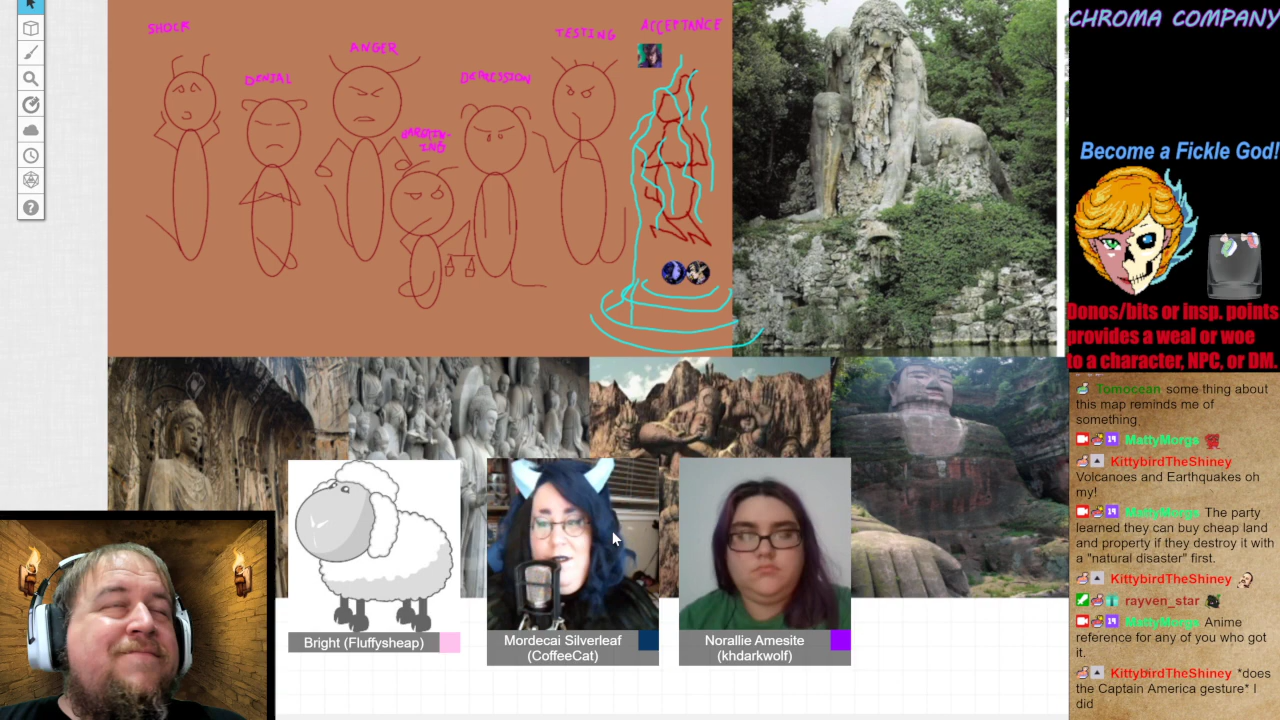 SHOCK
DENIAL
ANGER
BARGAIN-
ING
DEPRESSION
TESTING
ACCEPTANCE
CHROMA COMPANY
Become a Fickle God!
Donos/bits or insp. points
provides a weal or woe
to a character, NPC, or DM.
Tomocean some thing about
this map reminds me of
something
14 MattyMorgs
KittybirdTheShiney
Volcanoes and Earthquakes oh
my!
14 MattyMorgs The party
learned they can buy cheap land
and property if they destroy it with
a "natural disaster" first.
KittybirdTheShiney
rayven_star
14 MattyMorgs Anime
reference for any of you who got
it.
KittybirdTheShiney *does
the Captain America gesture* I
did
Bright (Fluffysheap)
Mordecai Silverleaf
(CoffeeCat)
Norallie Amesite
(khdarkwolf)